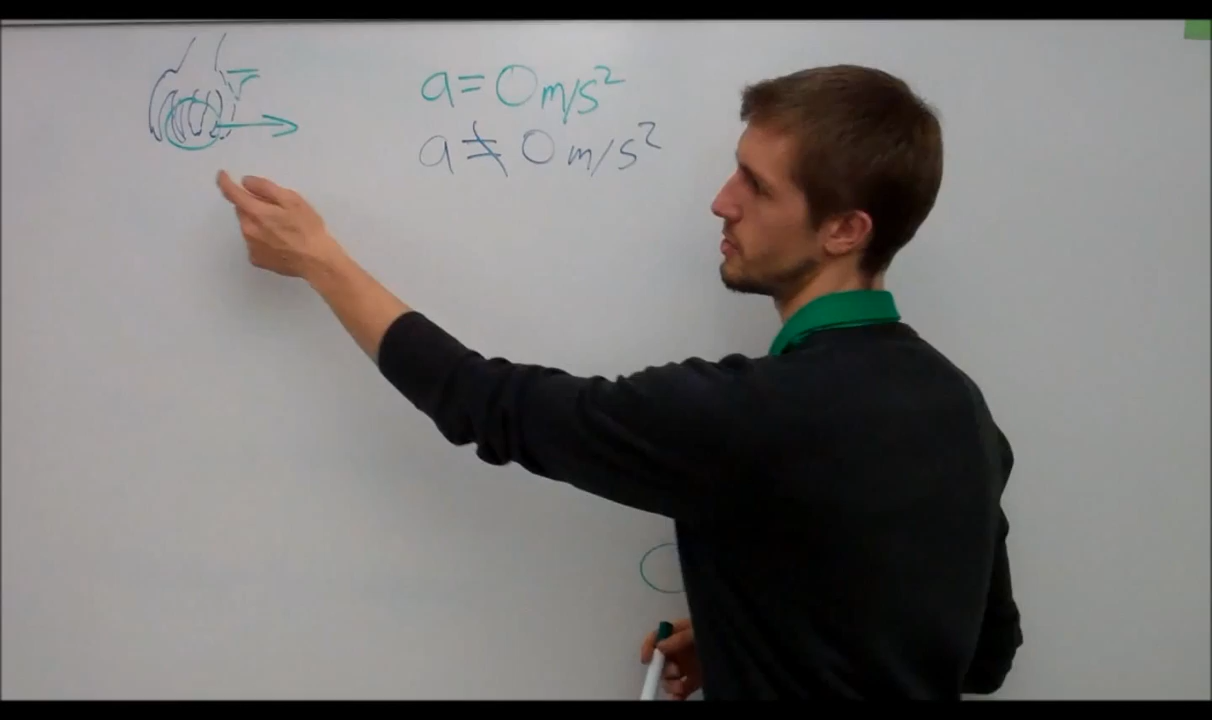 a = 0 m/s²
a ≠ 0 m/s²